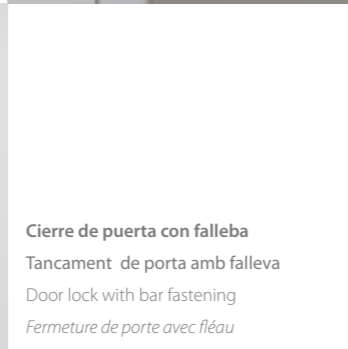 Cierre de puerta con falleba
Tancament de porta amb falleva
Door lock with bar fastening
Fermeture de porte avec fléau